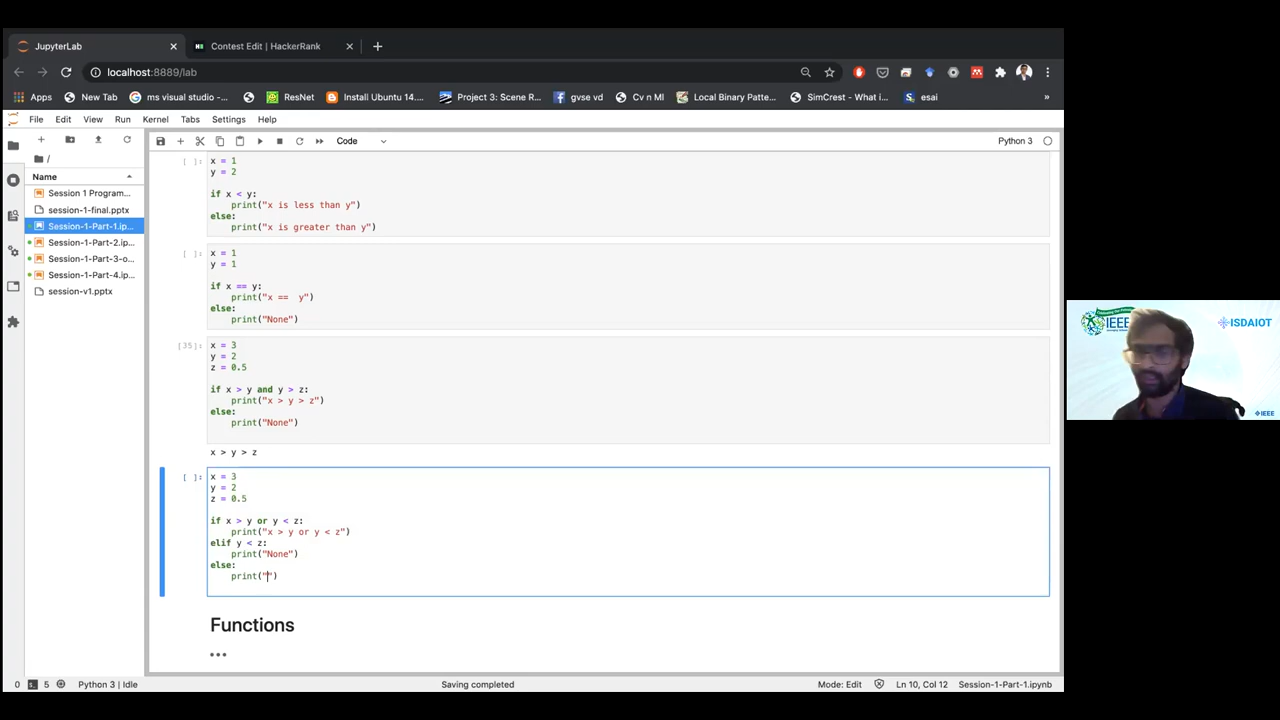 JupyterLab
Contest Edit | HackerRank
localhost:8889/lab
Apps
New Tab
ms visual studio -...
ResNet
Install Ubuntu 14....
Project 3: Scene R...
gvse vd
Cv n Ml
Local Binary Patte...
SimCrest - What i...
esai
»
File Edit View Run Kernel Tabs Settings Help
Code
Python 3
/
Name
Session 1 Program...
session-1-final.pptx
Session-1-Part-1.ip...
Session-1-Part-2.ip...
Session-1-Part-3-o...
Session-1-Part-4.ip...
session-v1.pptx
[ ]: x = 1
y = 2
if x < y:
print("x is less than y")
else:
print("x is greater than y")
[ ]: x = 1
y = 1
if x == y:
print("x ==  y")
else:
print("None")
[35]: x = 3
y = 2
z = 0.5
if x > y and y > z:
print("x > y > z")
else:
print("None")
x > y > z
[ ]: x = 3
y = 2
z = 0.5
if x > y or y < z:
print("x > y or y < z")
elif y < z:
print("None")
else:
print("")
Functions
•••
0 5 Python 3 | Idle
Saving completed
Mode: Edit
Ln 10, Col 12
Session-1-Part-1.ipynb
IEEE
ISDAIOT
IEEE